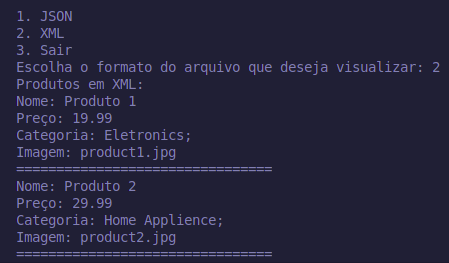 1. JSON
2. XML
3. Sair
Escolha o formato do arquivo que deseja visualizar: 2
Produtos em XML:
Nome: Produto 1
Preço: 19.99
Categoria: Eletronics;
Imagem: product1.jpg
================================
Nome: Produto 2
Preço: 29.99
Categoria: Home Applience;
Imagem: product2.jpg
================================